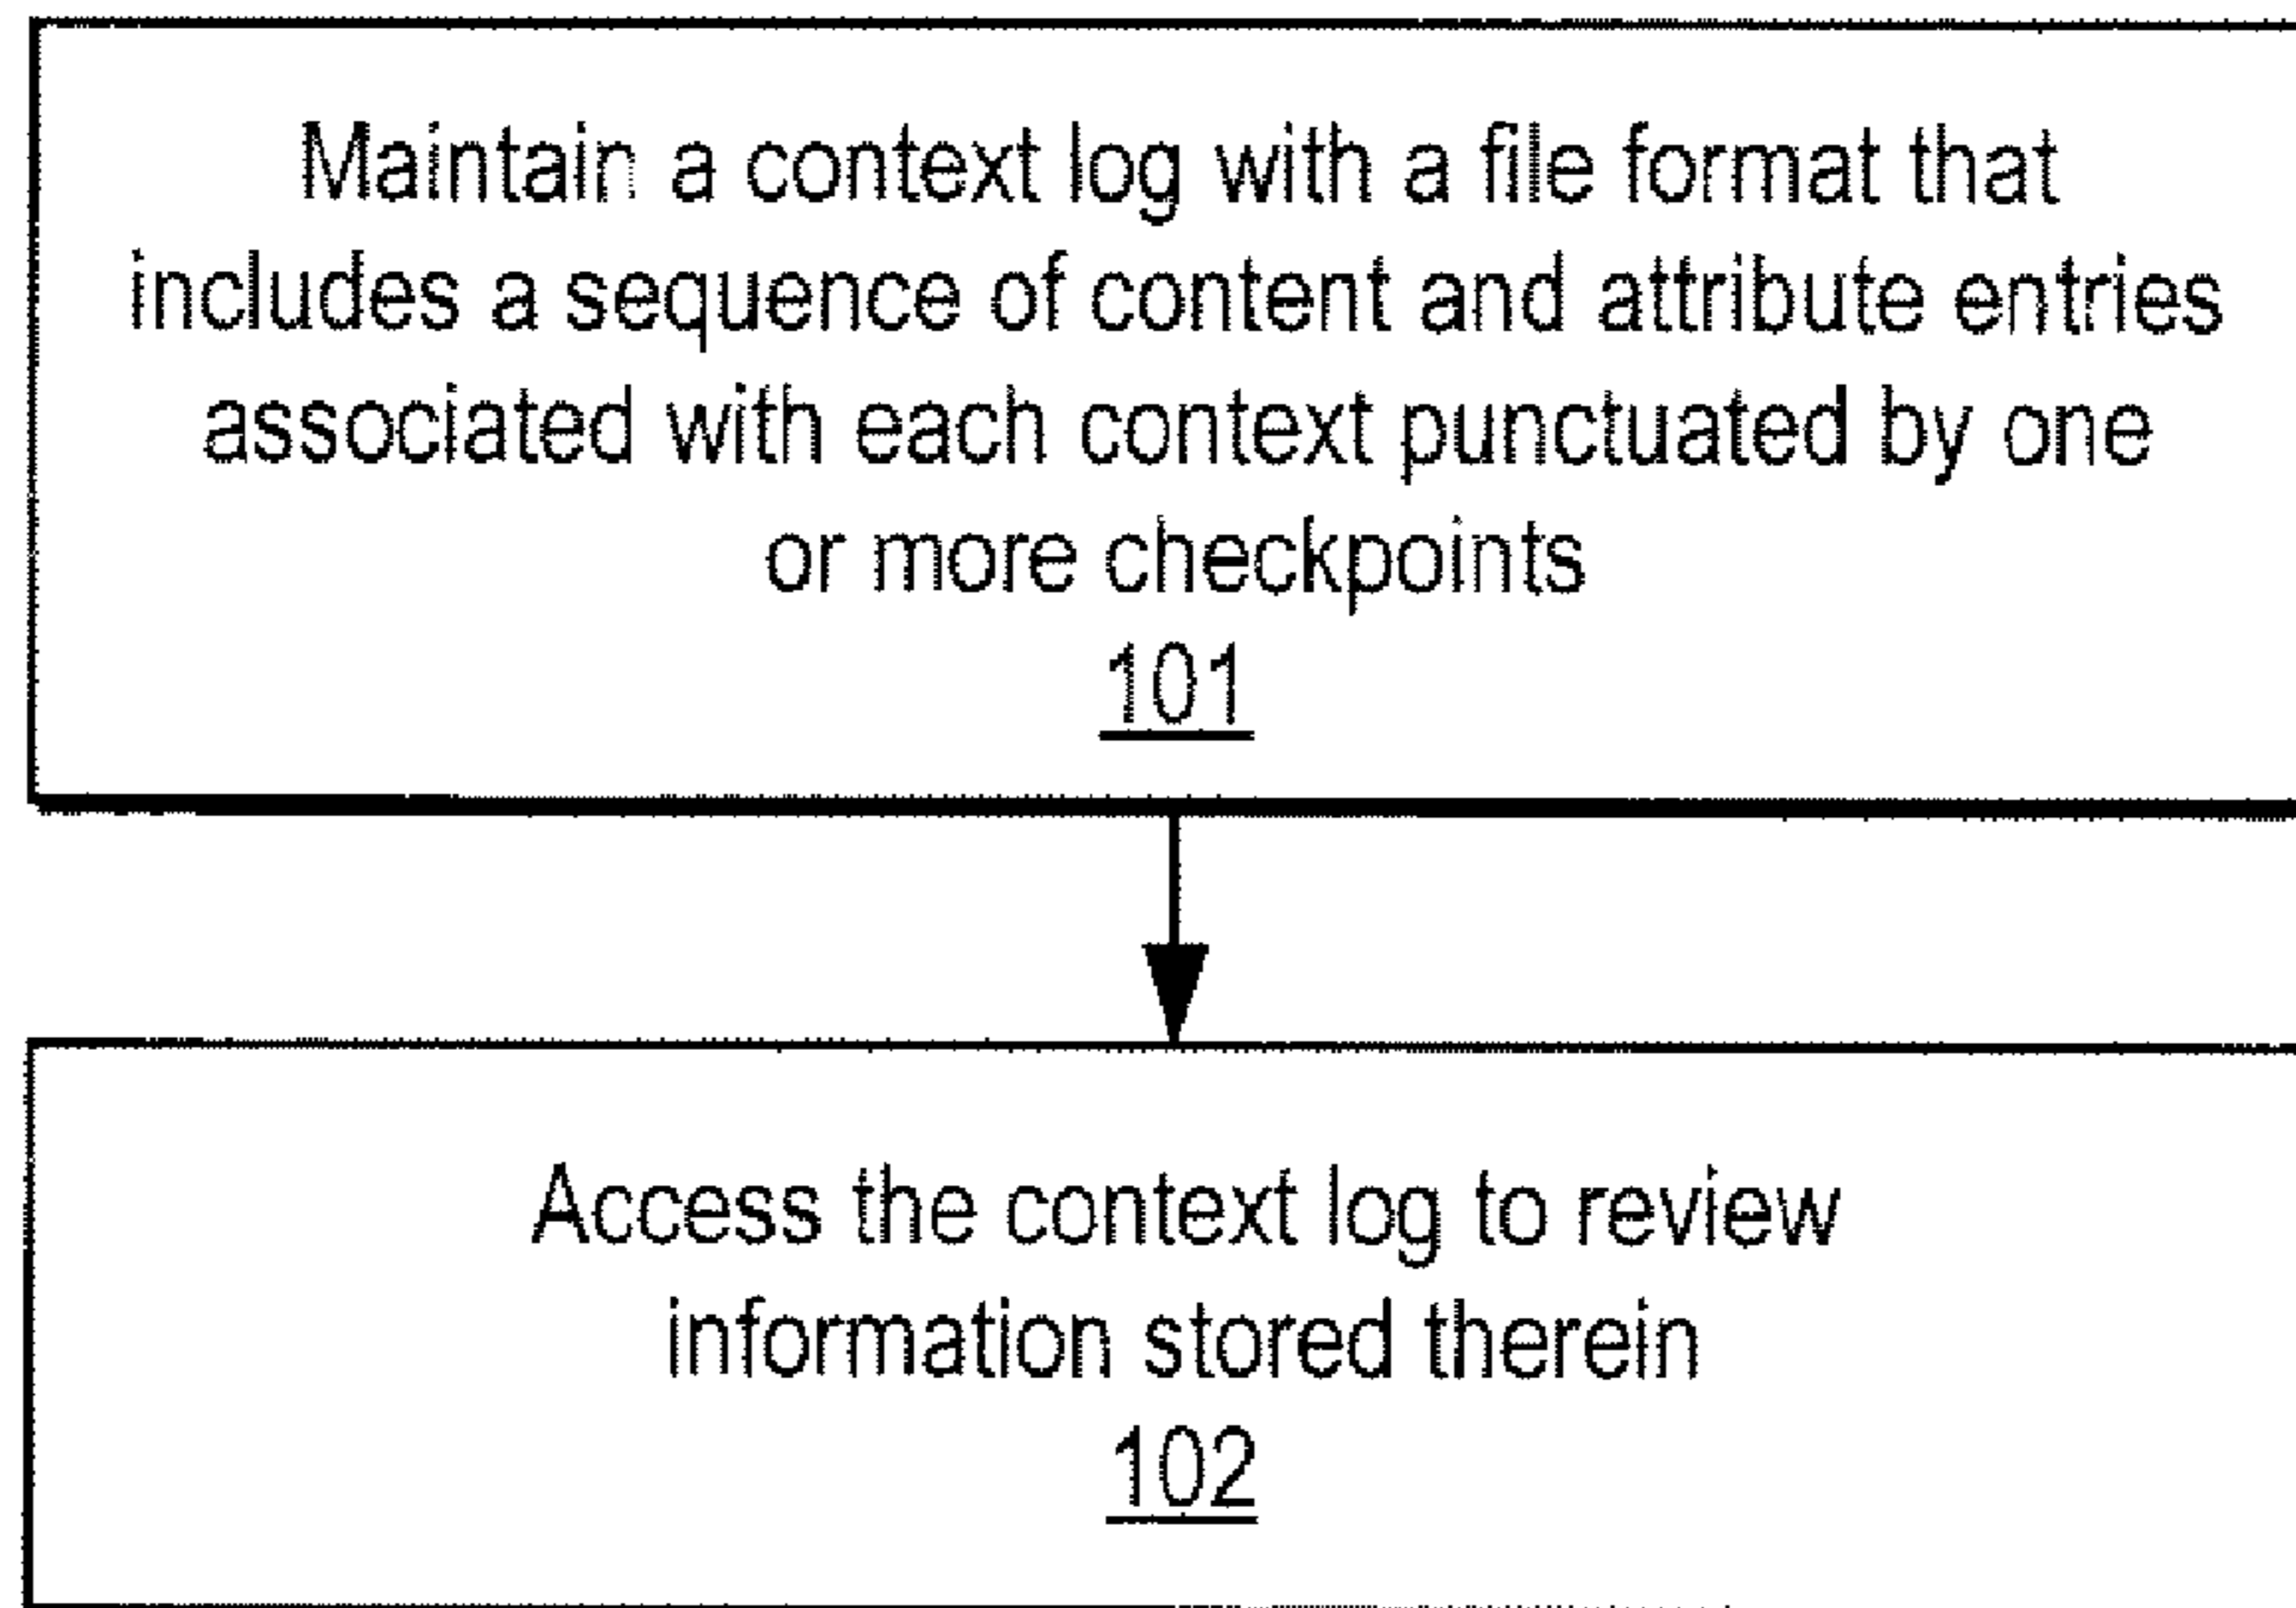 Maintain a context log with a file format that
includes a sequence of content and attribute entries
associated with each context punctuated by one
or more checkpoints
101
Access the context log to review
information stored therein
102